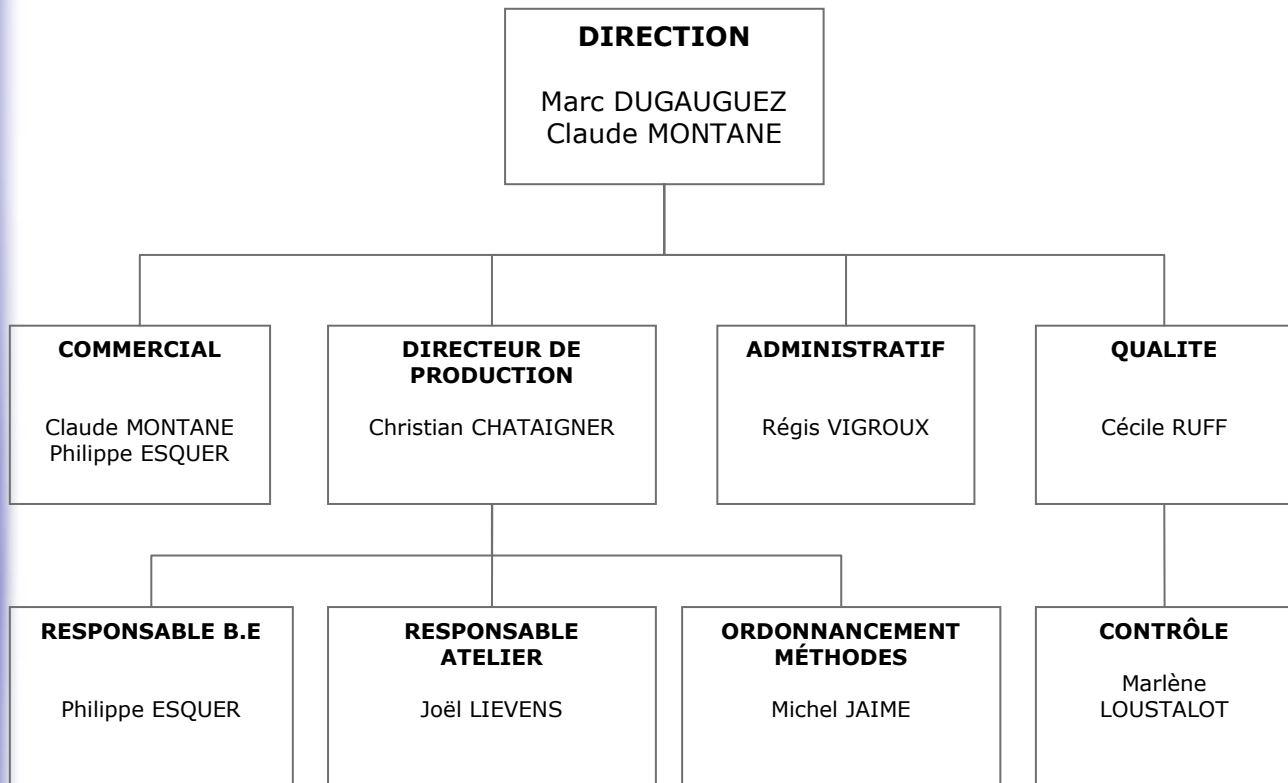 DIRECTION
Marc DUGAUGUEZ
Claude MONTANE
COMMERCIAL
Claude MONTANE
Philippe ESQUER
DIRECTEUR DE
PRODUCTION
Christian CHATAIGNER
ADMINISTRATIF
Régis VIGROUX
QUALITE
Cécile RUFF
RESPONSABLE B.E
Philippe ESQUER
RESPONSABLE
ATELIER
Joël LIEVENS
ORDONNANCEMENT
MÉTHODES
Michel JAIME
CONTRÔLE
Marlène
LOUSTALOT